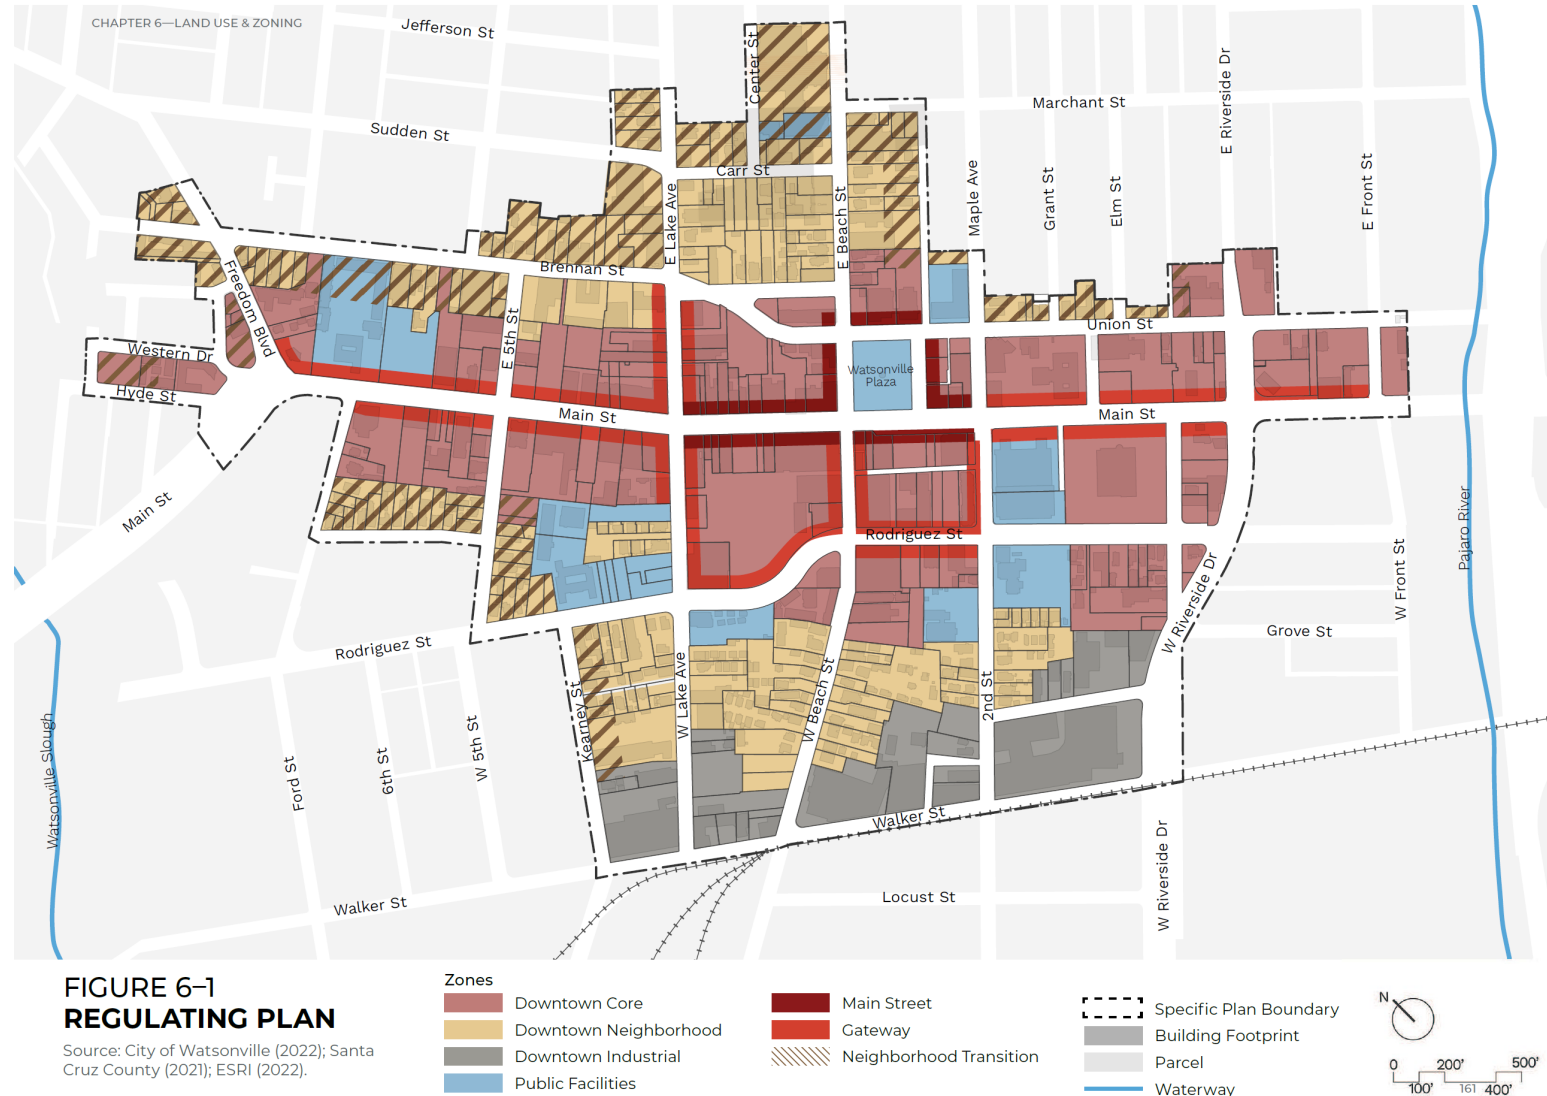 CHAPTER 6—LAND USE & ZONING
Jefferson St
Center St
Marchant St
E Riverside Dr
Sudden St
Carr St
E Lake Ave
E Beach St
Maple Ave
Grant St
Elm St
E Front St
Brennan St
Freedom Blvd
E 5th St
Union St
Western Dr
Hyde St
Watsonville
Plaza
Main St
Main St
Main St
Rodriguez St
Pajaro River
W Front St
W Riverside Dr
Grove St
Rodriguez St
Kearney St
W Lake Ave
W Beach St
2nd St
Watsonville Slough
Ford St
6th St
W 5th St
Walker St
W Riverside Dr
Walker St
Locust St
FIGURE 6–1
REGULATING PLAN
Source: City of Watsonville (2022); Santa
Cruz County (2021); ESRI (2022).
Zones
Downtown Core
Downtown Neighborhood
Downtown Industrial
Public Facilities
Main Street
Gateway
Neighborhood Transition
Specific Plan Boundary
Building Footprint
Parcel
Waterway
N
0 200' 500'
100' 161 400'